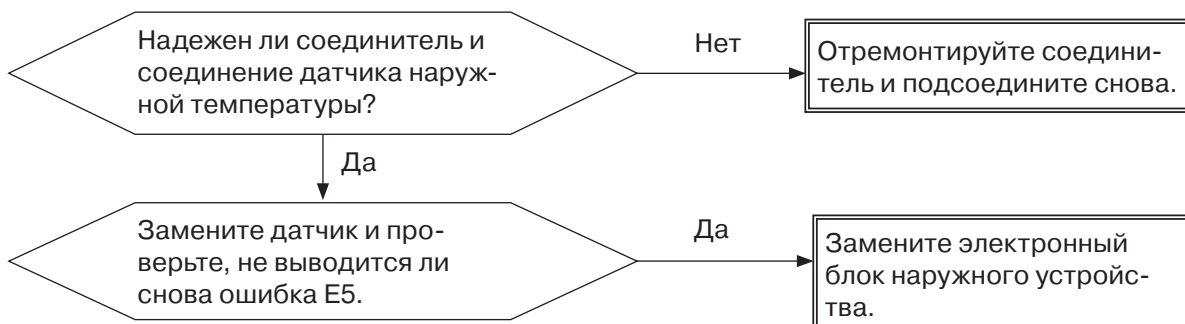 Надежен ли соединитель и
соединение датчика наруж-
ной температуры?
Нет
Отремонтируйте соедини-
тель и подсоедините снова.
Да
Замените датчик и про-
верьте, не выводится ли
снова ошибка E5.
Да
Замените электронный
блок наружного устройс-
тва.